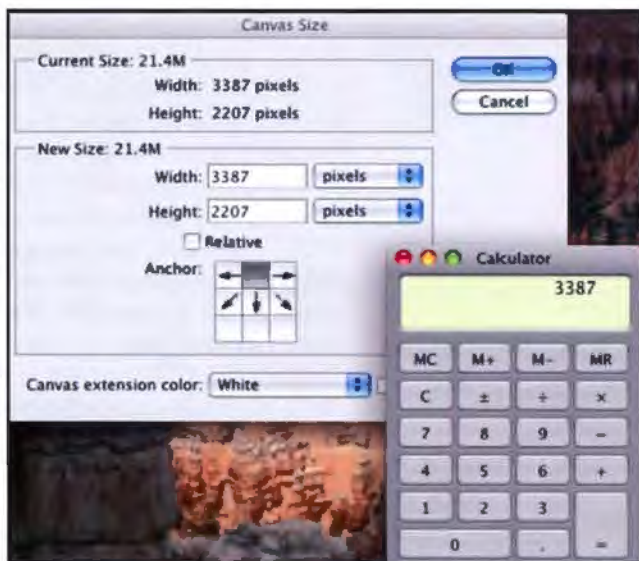 Canvas Size
Current Size: 21.4M
Width: 3387 pixels
Height: 2207 pixels
OK
Cancel
New Size: 21.4M
Width: 3387 pixels
Height: 2207 pixels
Relative
Anchor:
Canvas extension color: White
Calculator
3387
MC M+ M- MR
C ± ÷ ×
7 8 9 −
4 5 6 +
1 2 3
0 . =